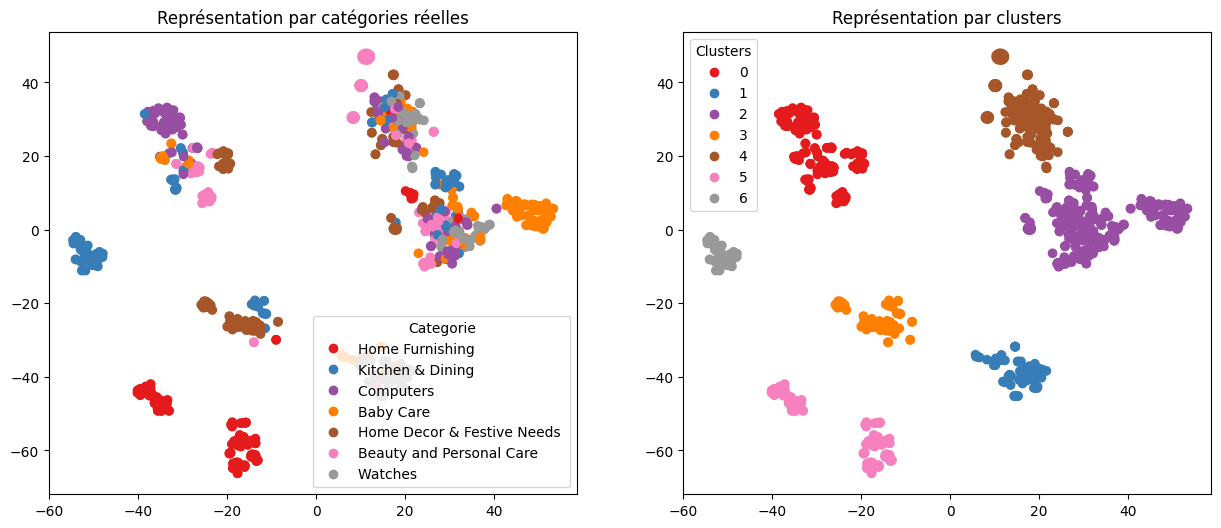 Représentation par catégories réelles
40
20
0
−20
−40
−60
−60
−40
−20
0
20
40
Categorie
Home Furnishing
Kitchen & Dining
Computers
Baby Care
Home Decor & Festive Needs
Beauty and Personal Care
Watches
Représentation par clusters
40
20
0
−20
−40
−60
−60
−40
−20
0
20
40
Clusters
0
1
2
3
4
5
6